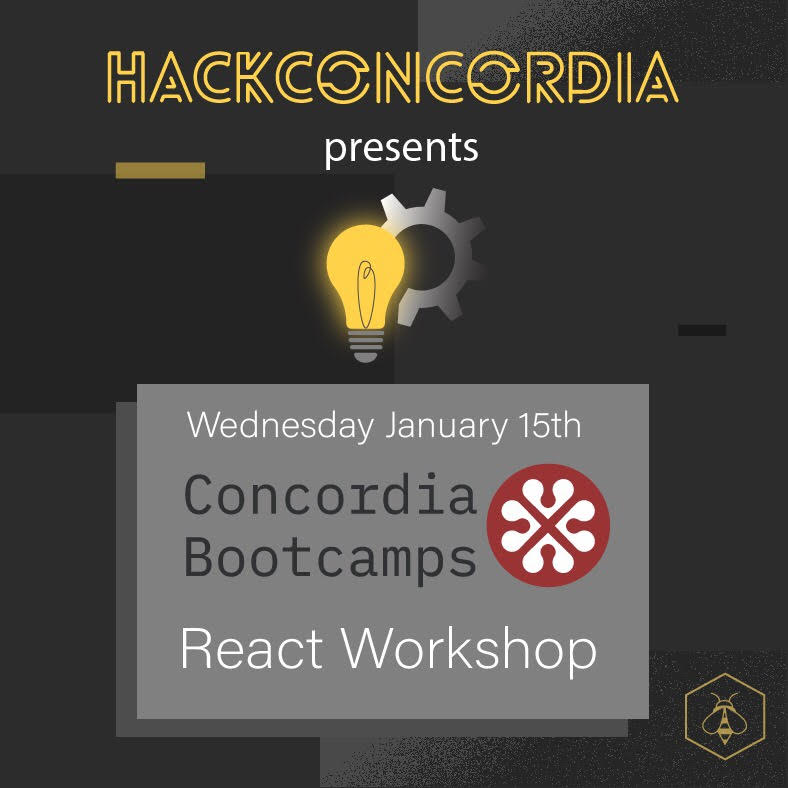 HACKCONCORDIA
presents
Wednesday January 15th
Concordia
Bootcamps
React Workshop